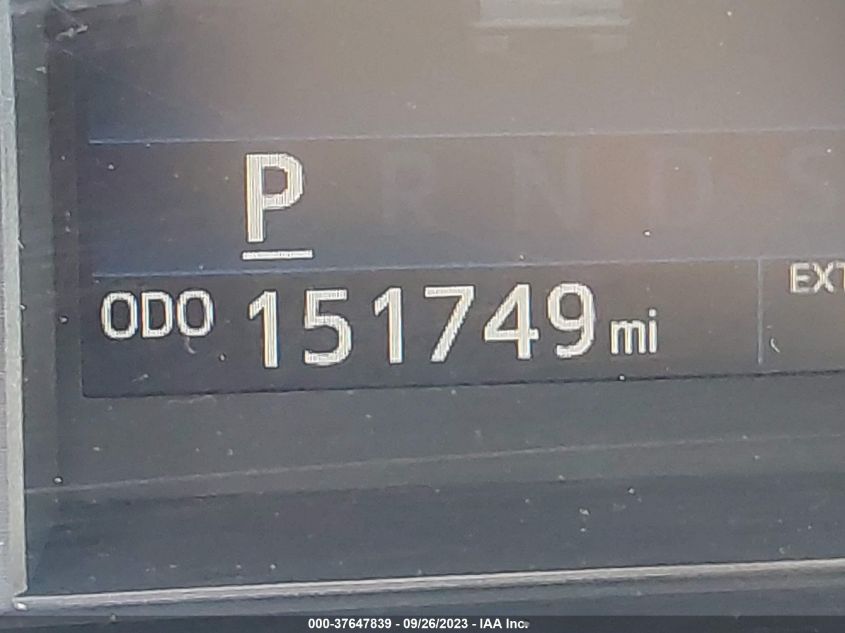 P R N D S
ODO 151749 mi EXT
000-37647839 - 09/26/2023 - IAA Inc.